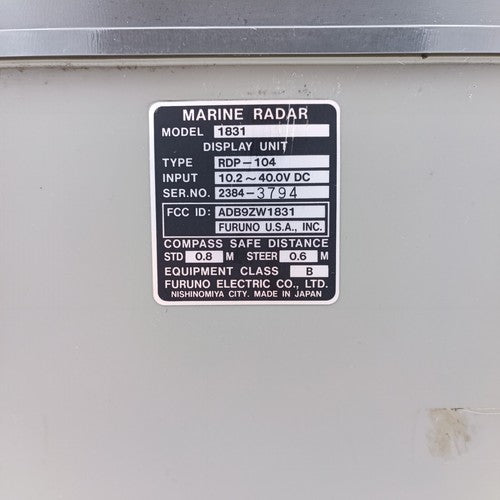 MARINE RADAR
MODEL 1831
DISPLAY UNIT
TYPE RDP-104
INPUT 10.2～40.0V DC
SER.NO. 2384-3794
FCC ID: ADB9ZW1831
FURUNO U.S.A., INC.
COMPASS SAFE DISTANCE
STD 0.8 M STEER 0.6 M
EQUIPMENT CLASS B
FURUNO ELECTRIC CO., LTD.
NISHINOMIYA CITY. MADE IN JAPAN